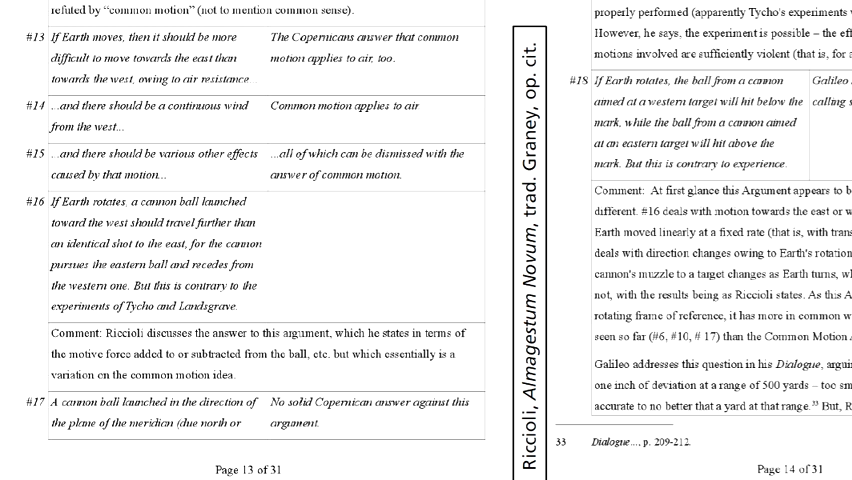 refuted by “common motion” (not to mention common sense).
#13 If Earth moves, then it should be more The Copernicans answer that common
difficult to move towards the east than motion applies to air, too.
towards the west, owing to air resistance...
#14 ...and there should be a continuous wind Common motion applies to air
from the west...
#15 ...and there should be various other effects ...all of which can be dismissed with the
caused by that motion... answer of common motion.
#16 If Earth rotates, a cannon ball launched
toward the west should travel further than
an identical shot to the east, for the cannon
pursues the eastern ball and recedes from
the western one. But this is contrary to the
experiments of Tycho and Landsgrave.
Comment: Riccioli discusses the answer to this argument, which he states in terms of
the motive force added to or subtracted from the ball, etc. but which essentially is a
variation on the common motion idea.
#17 A cannon ball launched in the direction of No solid Copernican answer against this
the plane of the meridian (due north or argument.
Page 13 of 31
Riccioli, Almagestum Novum, trad. Graney, op. cit.
properly performed (apparently Tycho's experiments
However, he says, the experiment is possible – the
motions involved are sufficiently violent (that is, for
#18 If Earth rotates, the ball from a cannon Galileo
aimed at a western target will hit below the calling
mark, while the ball from a cannon aimed
at an eastern target will hit above the
mark. But this is contrary to experience.
Comment: At first glance this Argument appears to
different. #16 deals with motion towards the east or
Earth moved linearly at a fixed rate (that is, with
deals with direction changes owing to Earth's rotation
cannon's muzzle to a target changes as Earth turns,
not, with the results being as Riccioli states. As this
rotating frame of reference, it has more in common
seen so far (#6, #10, # 17) than the Common Motion
Galileo addresses this question in his Dialogue,
one inch of deviation at a range of 500 yards – too
accurate to no better that a yard at that range.33 But,
33 Dialogue..., p. 209-212.
Page 14 of 31